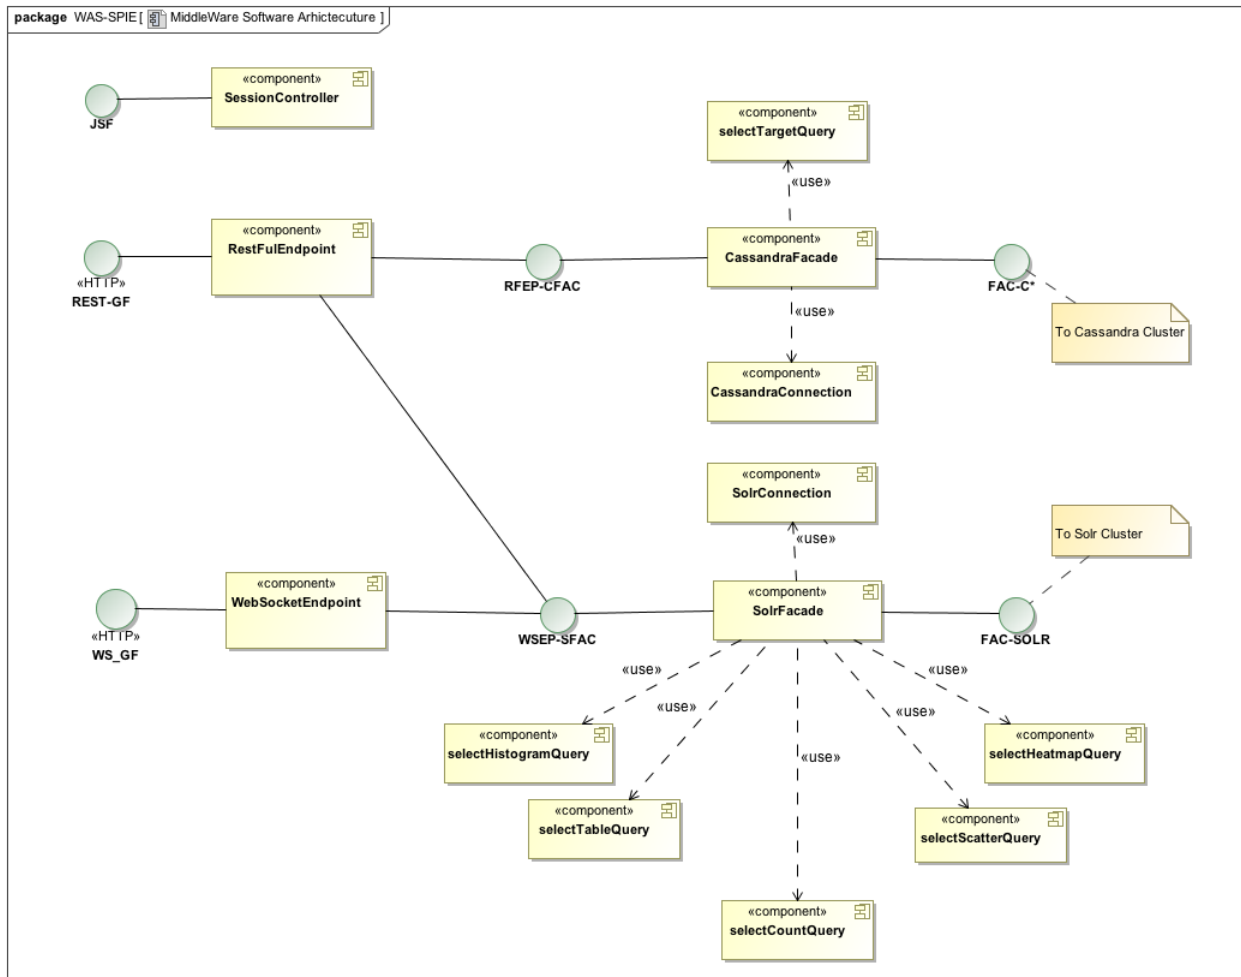 package WAS-SPIE [ MiddleWare Software Arhictecuture ]
«component»
SessionController
JSF
«component»
selectTargetQuery
«use»
«component»
RestFulEndpoint
«HTTP»
REST-GF
RFEP-CFAC
«component»
CassandraFacade
FAC-C*
To Cassandra Cluster
«use»
«component»
CassandraConnection
«component»
SolrConnection
To Solr Cluster
«use»
«component»
WebSocketEndpoint
«HTTP»
WS_GF
WSEP-SFAC
«component»
SolrFacade
FAC-SOLR
«use»
«use»
«use»
«use»
«use»
«component»
selectHistogramQuery
«component»
selectHeatmapQuery
«component»
selectTableQuery
«component»
selectScatterQuery
«component»
selectCountQuery